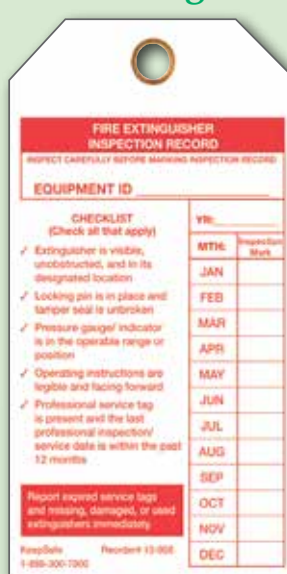 FIRE EXTINGUISHER
INSPECTION RECORD
INSPECT CAREFULLY BEFORE MARKING INSPECTION RECORD
EQUIPMENT ID
CHECKLIST
(Check all that apply)
✓ Extinguisher is visible,
unobstructed, and in its
designated location
✓ Locking pin is in place and
tamper seal is unbroken
✓ Pressure gauge/ indicator
is in the operable range or
position
✓ Operating instructions are
legible and facing forward
✓ Professional service tag
is present and the last
professional inspection/
service date is within the past
12 months
Report expired service tags
and missing, damaged, or used
extinguishers immediately.
KeepSafe Reorder#
YR:
MTH: Inspection
Mark
JAN
FEB
MAR
APR
MAY
JUN
JUL
AUG
SEP
OCT
NOV
DEC